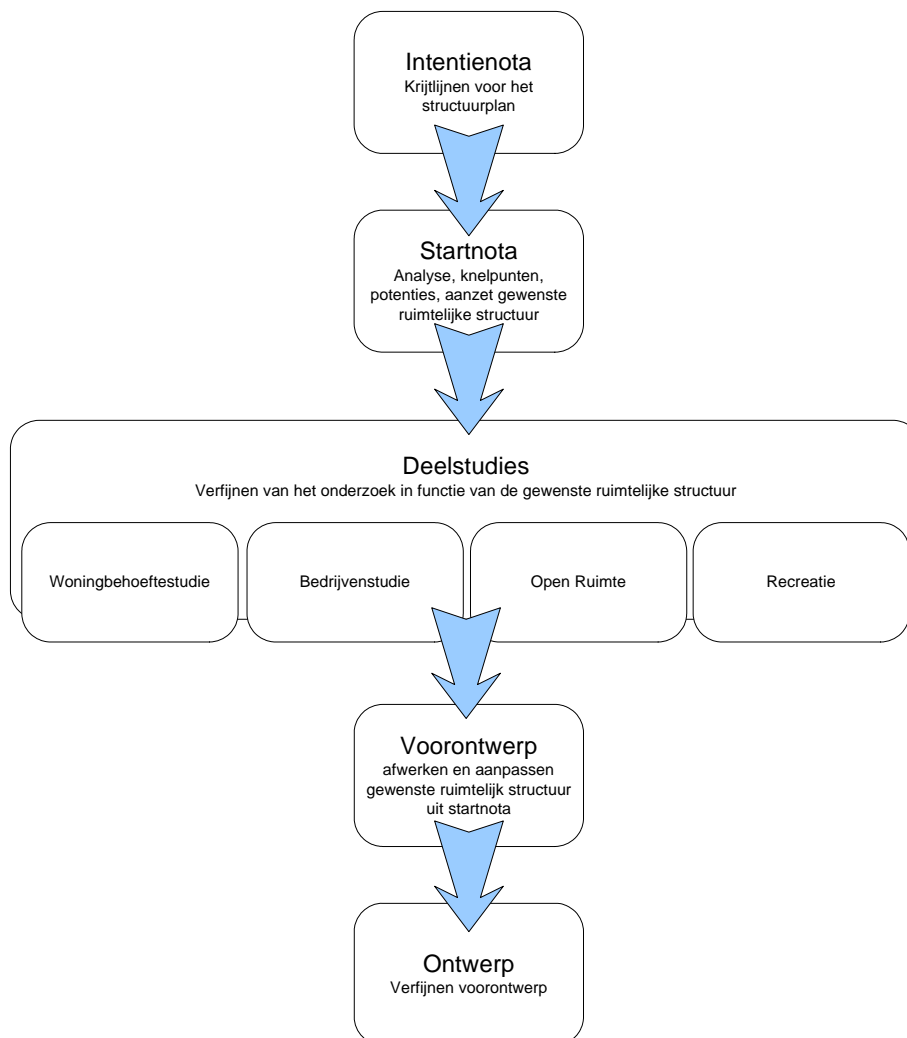 Intentienota
Krijtlijnen voor het
structuurplan
Startnota
Analyse, knelpunten,
potenties, aanzet gewenste
ruimtelijke structuur
Deelstudies
Verfijnen van het onderzoek in functie van de gewenste ruimtelijke structuur
Woningbehoeftestudie
Bedrijvenstudie
Open Ruimte
Recreatie
Voorontwerp
afwerken en aanpassen
gewenste ruimtelijk structuur
uit startnota
Ontwerp
Verfijnen voorontwerp